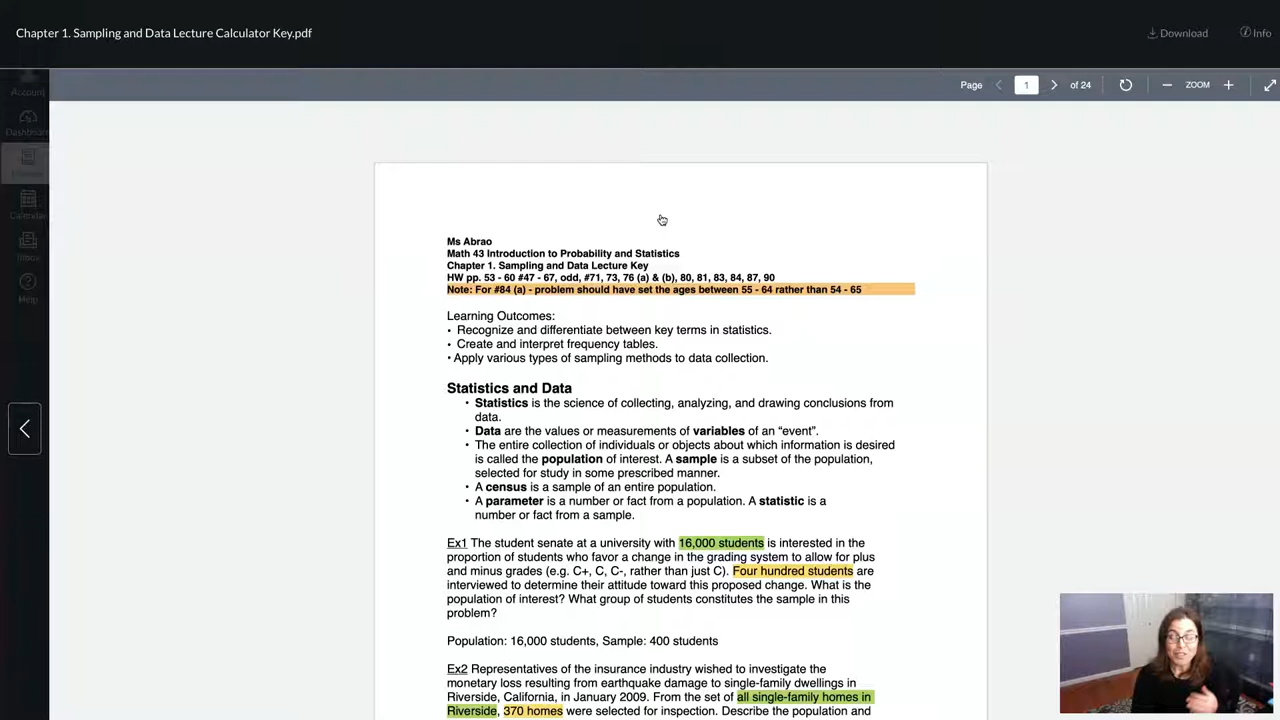 Chapter 1. Sampling and Data Lecture Calculator Key.pdf
Download
Info
Page
1
of 24
ZOOM
Account
Dashboard
Calendar
Inbox
Help
Ms Abrao
Math 43 Introduction to Probability and Statistics
Chapter 1. Sampling and Data Lecture Key
HW pp. 53 - 60 #47 - 67, odd, #71, 73, 76 (a) & (b), 80, 81, 83, 84, 87, 90
Note: For #84 (a) - problem should have set the ages between 55 - 64 rather than 54 - 65
Learning Outcomes:
• Recognize and differentiate between key terms in statistics.
• Create and interpret frequency tables.
• Apply various types of sampling methods to data collection.
Statistics and Data
• Statistics is the science of collecting, analyzing, and drawing conclusions from
data.
• Data are the values or measurements of variables of an “event”.
• The entire collection of individuals or objects about which information is desired
is called the population of interest. A sample is a subset of the population,
selected for study in some prescribed manner.
• A census is a sample of an entire population.
• A parameter is a number or fact from a population. A statistic is a
number or fact from a sample.
Ex1 The student senate at a university with 16,000 students is interested in the
proportion of students who favor a change in the grading system to allow for plus
and minus grades (e.g. C+, C, C-, rather than just C). Four hundred students are
interviewed to determine their attitude toward this proposed change. What is the
population of interest? What group of students constitutes the sample in this
problem?
Population: 16,000 students, Sample: 400 students
Ex2 Representatives of the insurance industry wished to investigate the
monetary loss resulting from earthquake damage to single-family dwellings in
Riverside, California, in January 2009. From the set of all single-family homes in
Riverside, 370 homes were selected for inspection. Describe the population and